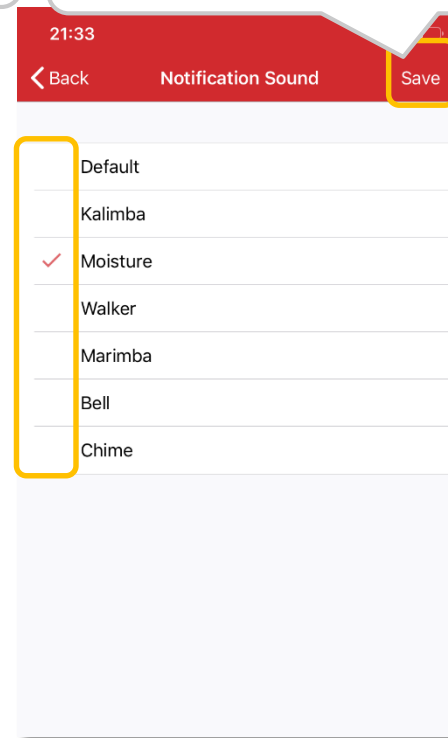 21:33
Back Notification Sound Save
Default
Kalimba
Moisture
Walker
Marimba
Bell
Chime